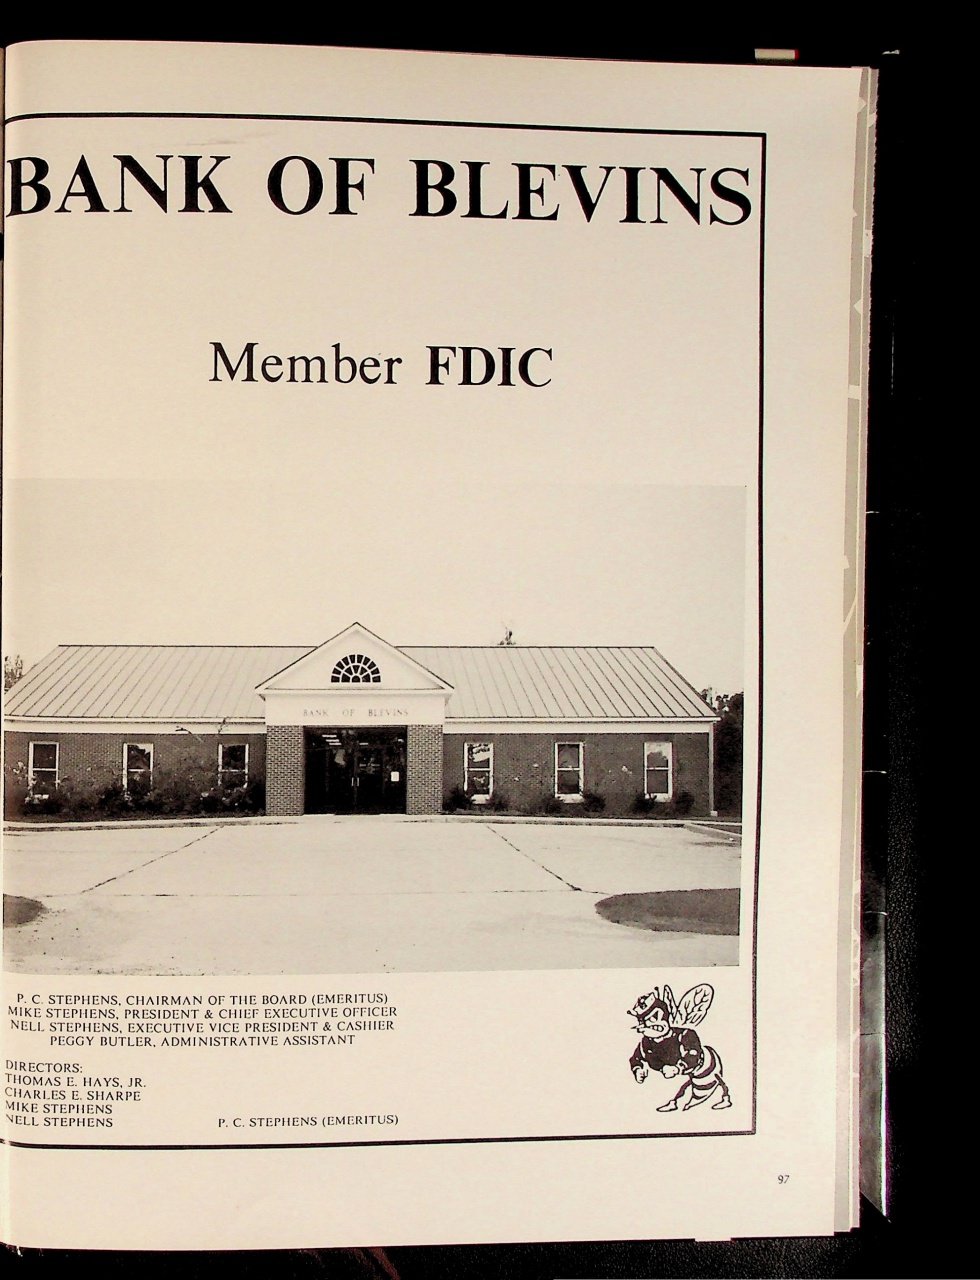 BANK OF BLEVINS
Member FDIC
BANK OF BLEVINS
P. C. STEPHENS, CHAIRMAN OF THE BOARD (EMERITUS)
MIKE STEPHENS, PRESIDENT & CHIEF EXECUTIVE OFFICER
NELL STEPHENS, EXECUTIVE VICE PRESIDENT & CASHIER
PEGGY BUTLER, ADMINISTRATIVE ASSISTANT
DIRECTORS:
THOMAS E. HAYS, JR.
CHARLES E. SHARPE
MIKE STEPHENS
NELL STEPHENS
P. C. STEPHENS (EMERITUS)
97